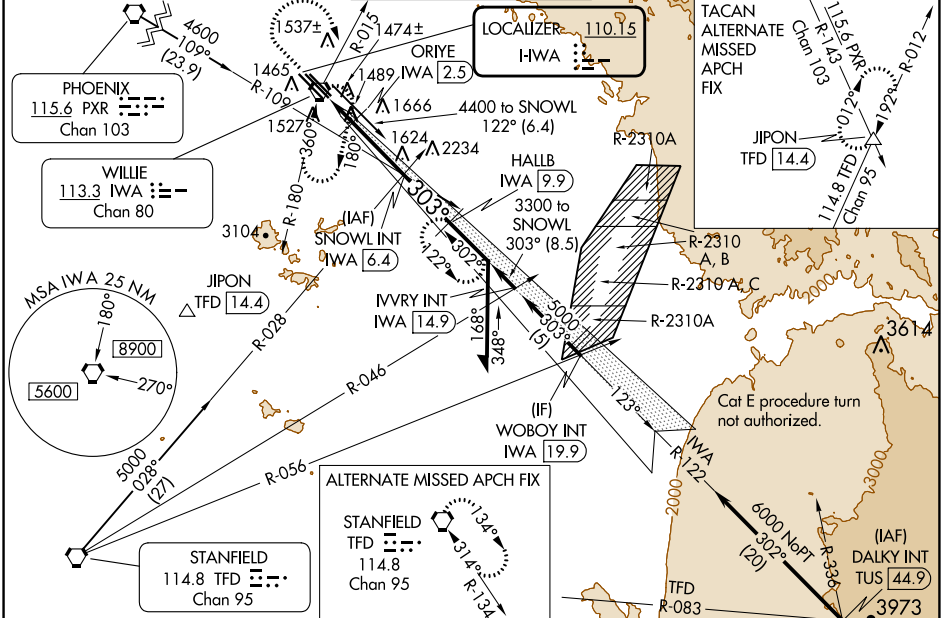 4600
109°
(23.9)
1537±
R-015
1474±
ORIYE
IWA 2.5
LOCALIZER 110.15
I-IWA
TACAN
ALTERNATE
MISSED
APCH
FIX
115.6 PXR
R-143
Chan 103
R-012
012°
192°
JIPON
TFD 14.4
114.8 TFD
Chan 95
PHOENIX
115.6 PXR
Chan 103
R-109
1465
1489
1666
1527
360°
180°
1624
2234
4400 to SNOWL
122° (6.4)
R-2310A
HALLB
IWA 9.9
3300 to
SNOWL
303° (8.5)
WILLIE
113.3 IWA
Chan 80
R-180
303°
(IAF)
SNOWL INT
IWA 6.4
3104
302°
122°
R-2310
A, B
R-2310 A, C
R-2310A
MSA IWA 25 NM
180°
8900
5600
270°
JIPON
TFD 14.4
R-028
IVVRY INT
IWA 14.9
168°
348°
5000
303°
(5)
3000
3614
R-046
123°
Cat E procedure turn
not authorized.
(IF)
WOBOY INT
IWA 19.9
IWA
R-122
5000
028°
(27)
R-056
2000
3000
6000 NoPT
302°
(20)
R-336
(IAF)
DALKY INT
TUS 44.9
3973
STANFIELD
114.8 TFD
Chan 95
ALTERNATE MISSED APCH FIX
STANFIELD
TFD
114.8
Chan 95
134°
314°
R-134
TFD
R-083